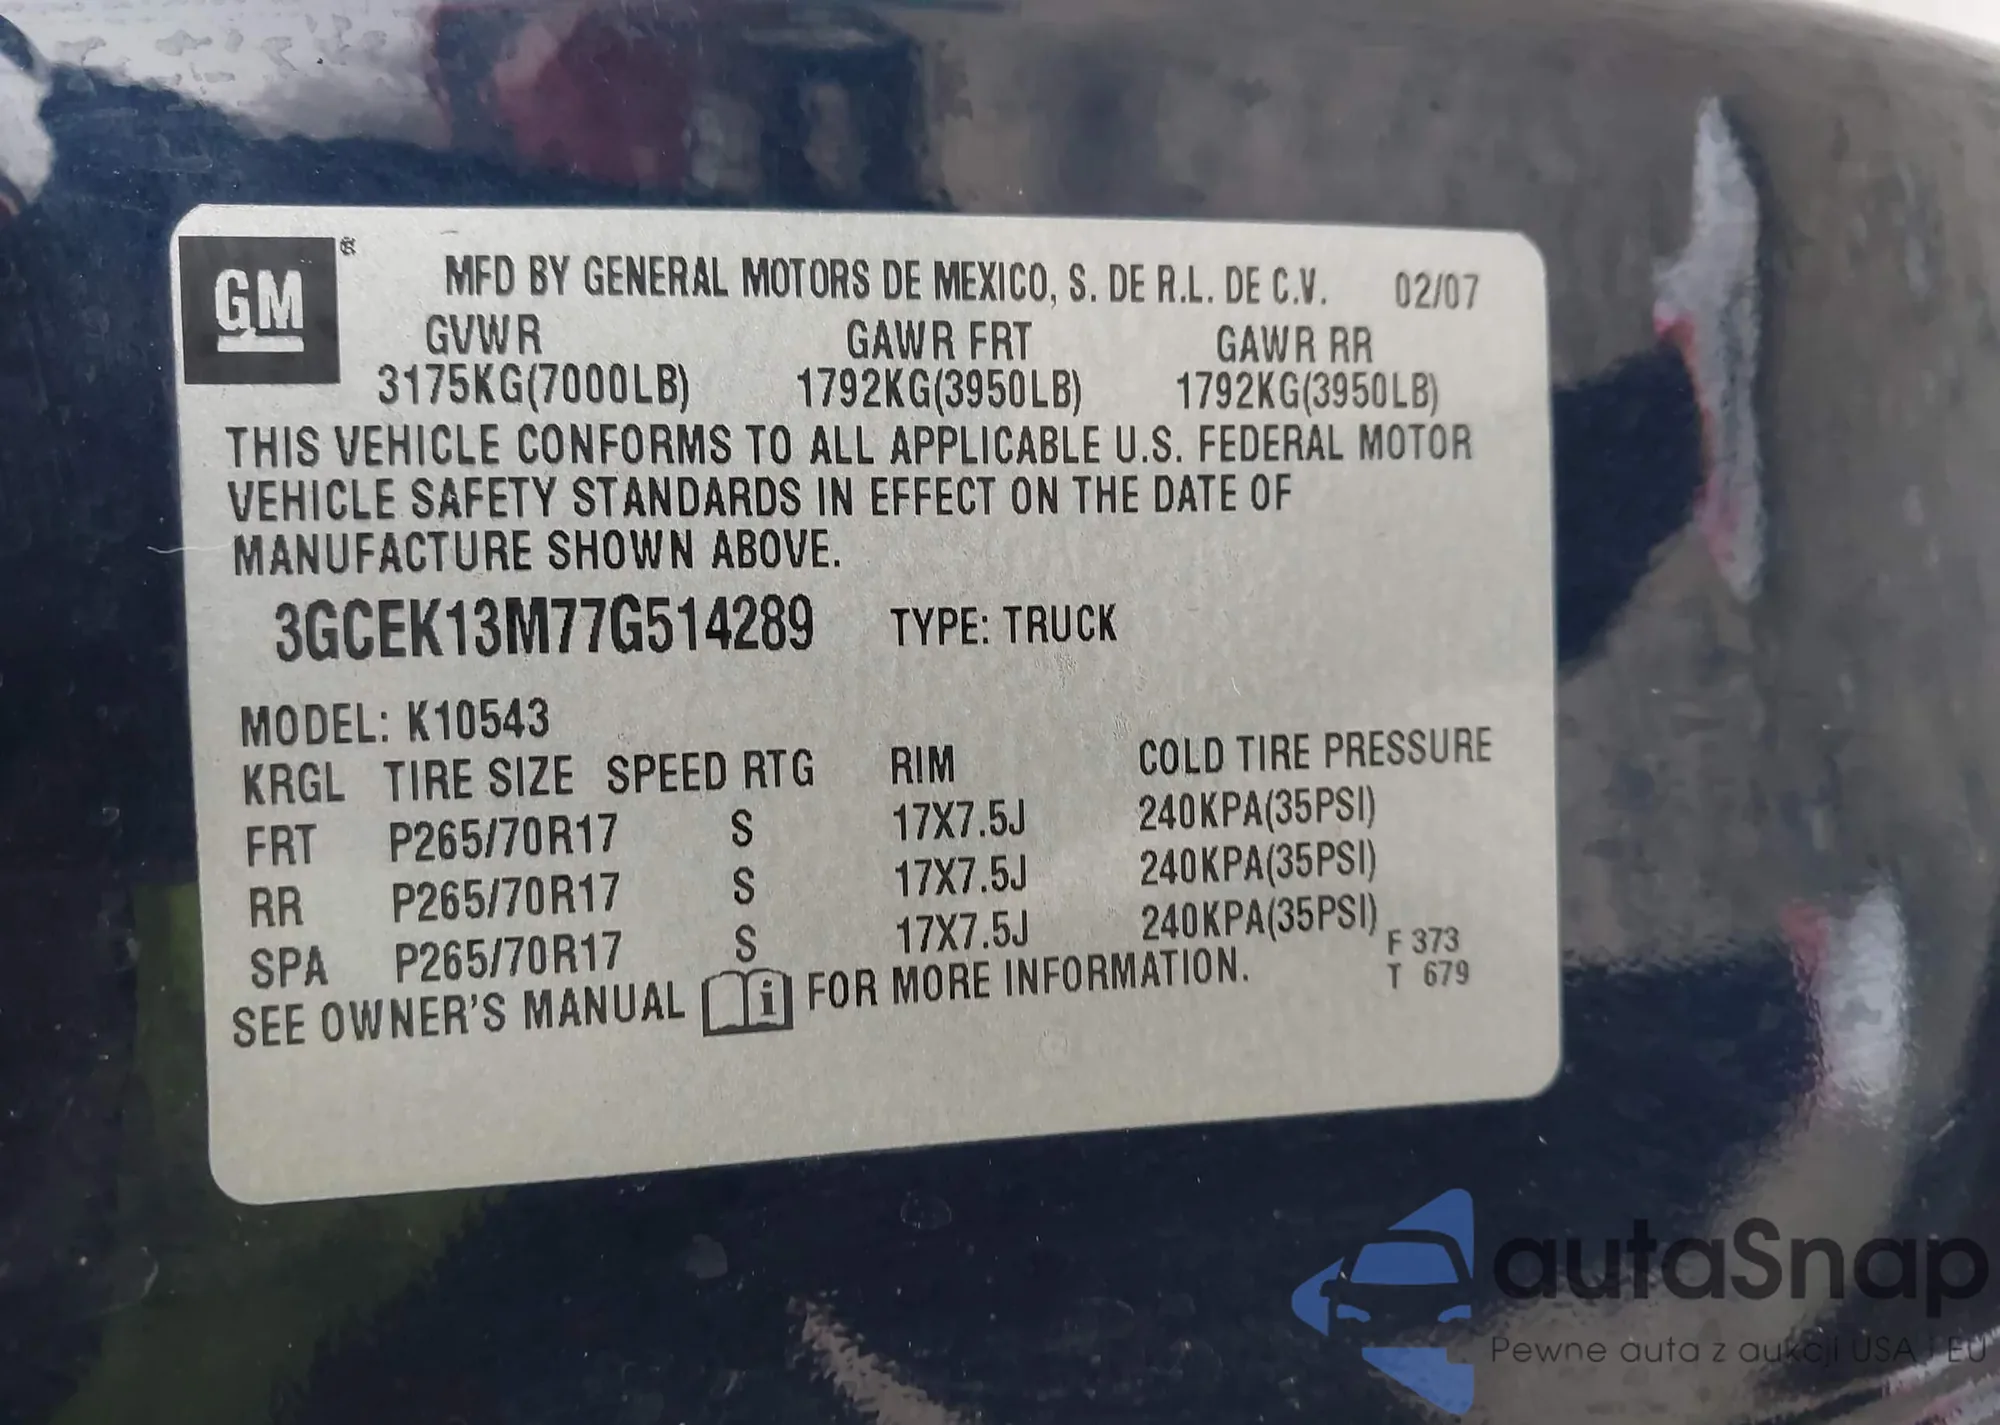 GM® MFD BY GENERAL MOTORS DE MEXICO, S. DE R.L. DE C.V. 02/07
GVWR GAWR FRT GAWR RR
3175KG(7000LB) 1792KG(3950LB) 1792KG(3950LB)
THIS VEHICLE CONFORMS TO ALL APPLICABLE U.S. FEDERAL MOTOR
VEHICLE SAFETY STANDARDS IN EFFECT ON THE DATE OF
MANUFACTURE SHOWN ABOVE.
3GCEK13M77G514289 TYPE: TRUCK
MODEL: K10543
KRGL TIRE SIZE SPEED RTG RIM COLD TIRE PRESSURE
FRT P265/70R17 S 17X7.5J 240KPA(35PSI)
RR P265/70R17 S 17X7.5J 240KPA(35PSI)
SPA P265/70R17 S 17X7.5J 240KPA(35PSI)
SEE OWNER'S MANUAL i FOR MORE INFORMATION.
F 373
T 679
autaSnap
Pewne auta z aukcji USA i EU